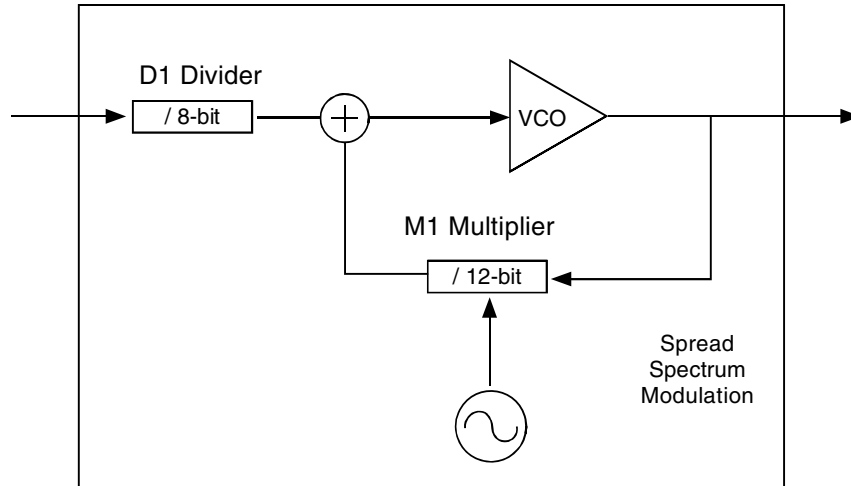 D1 Divider
/ 8-bit
VCO
M1 Multiplier
/ 12-bit
Spread
Spectrum
Modulation